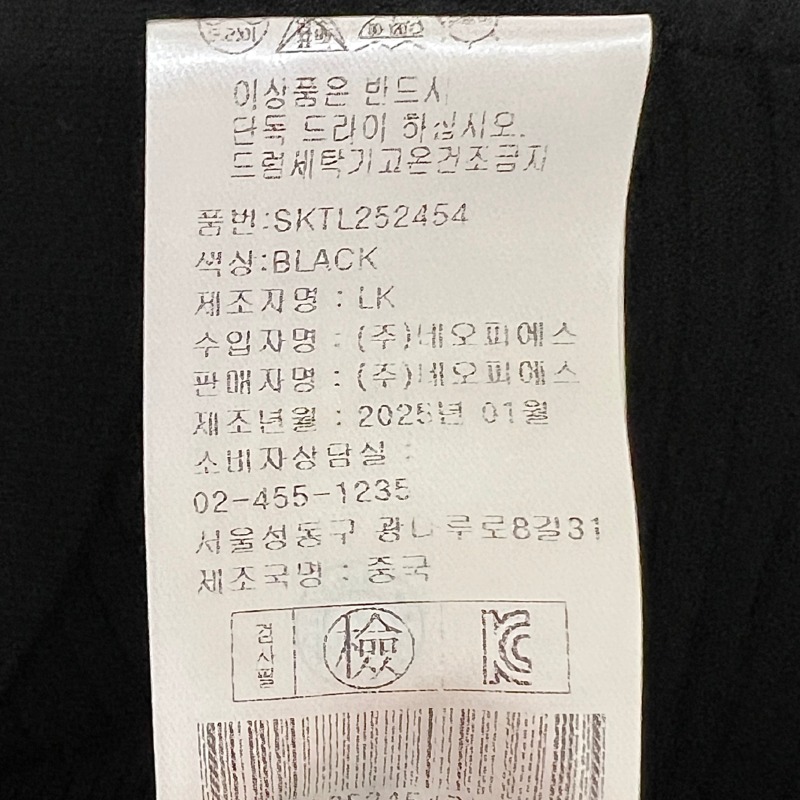 이상품은 반드시
단독 드라이 하십시오.
드럼세탁기고온건조금지
품번:SKTL252454
색상:BLACK
제조자명 : LK
수입자명 : (주)네오피에스
판매자명 : (주)네오피에스
제조년월 : 2025년 01월
소비자상담실 :
02-455-1235
서울성동구 광나루로8길31
제조국명 : 중국
검사필
檢
KC